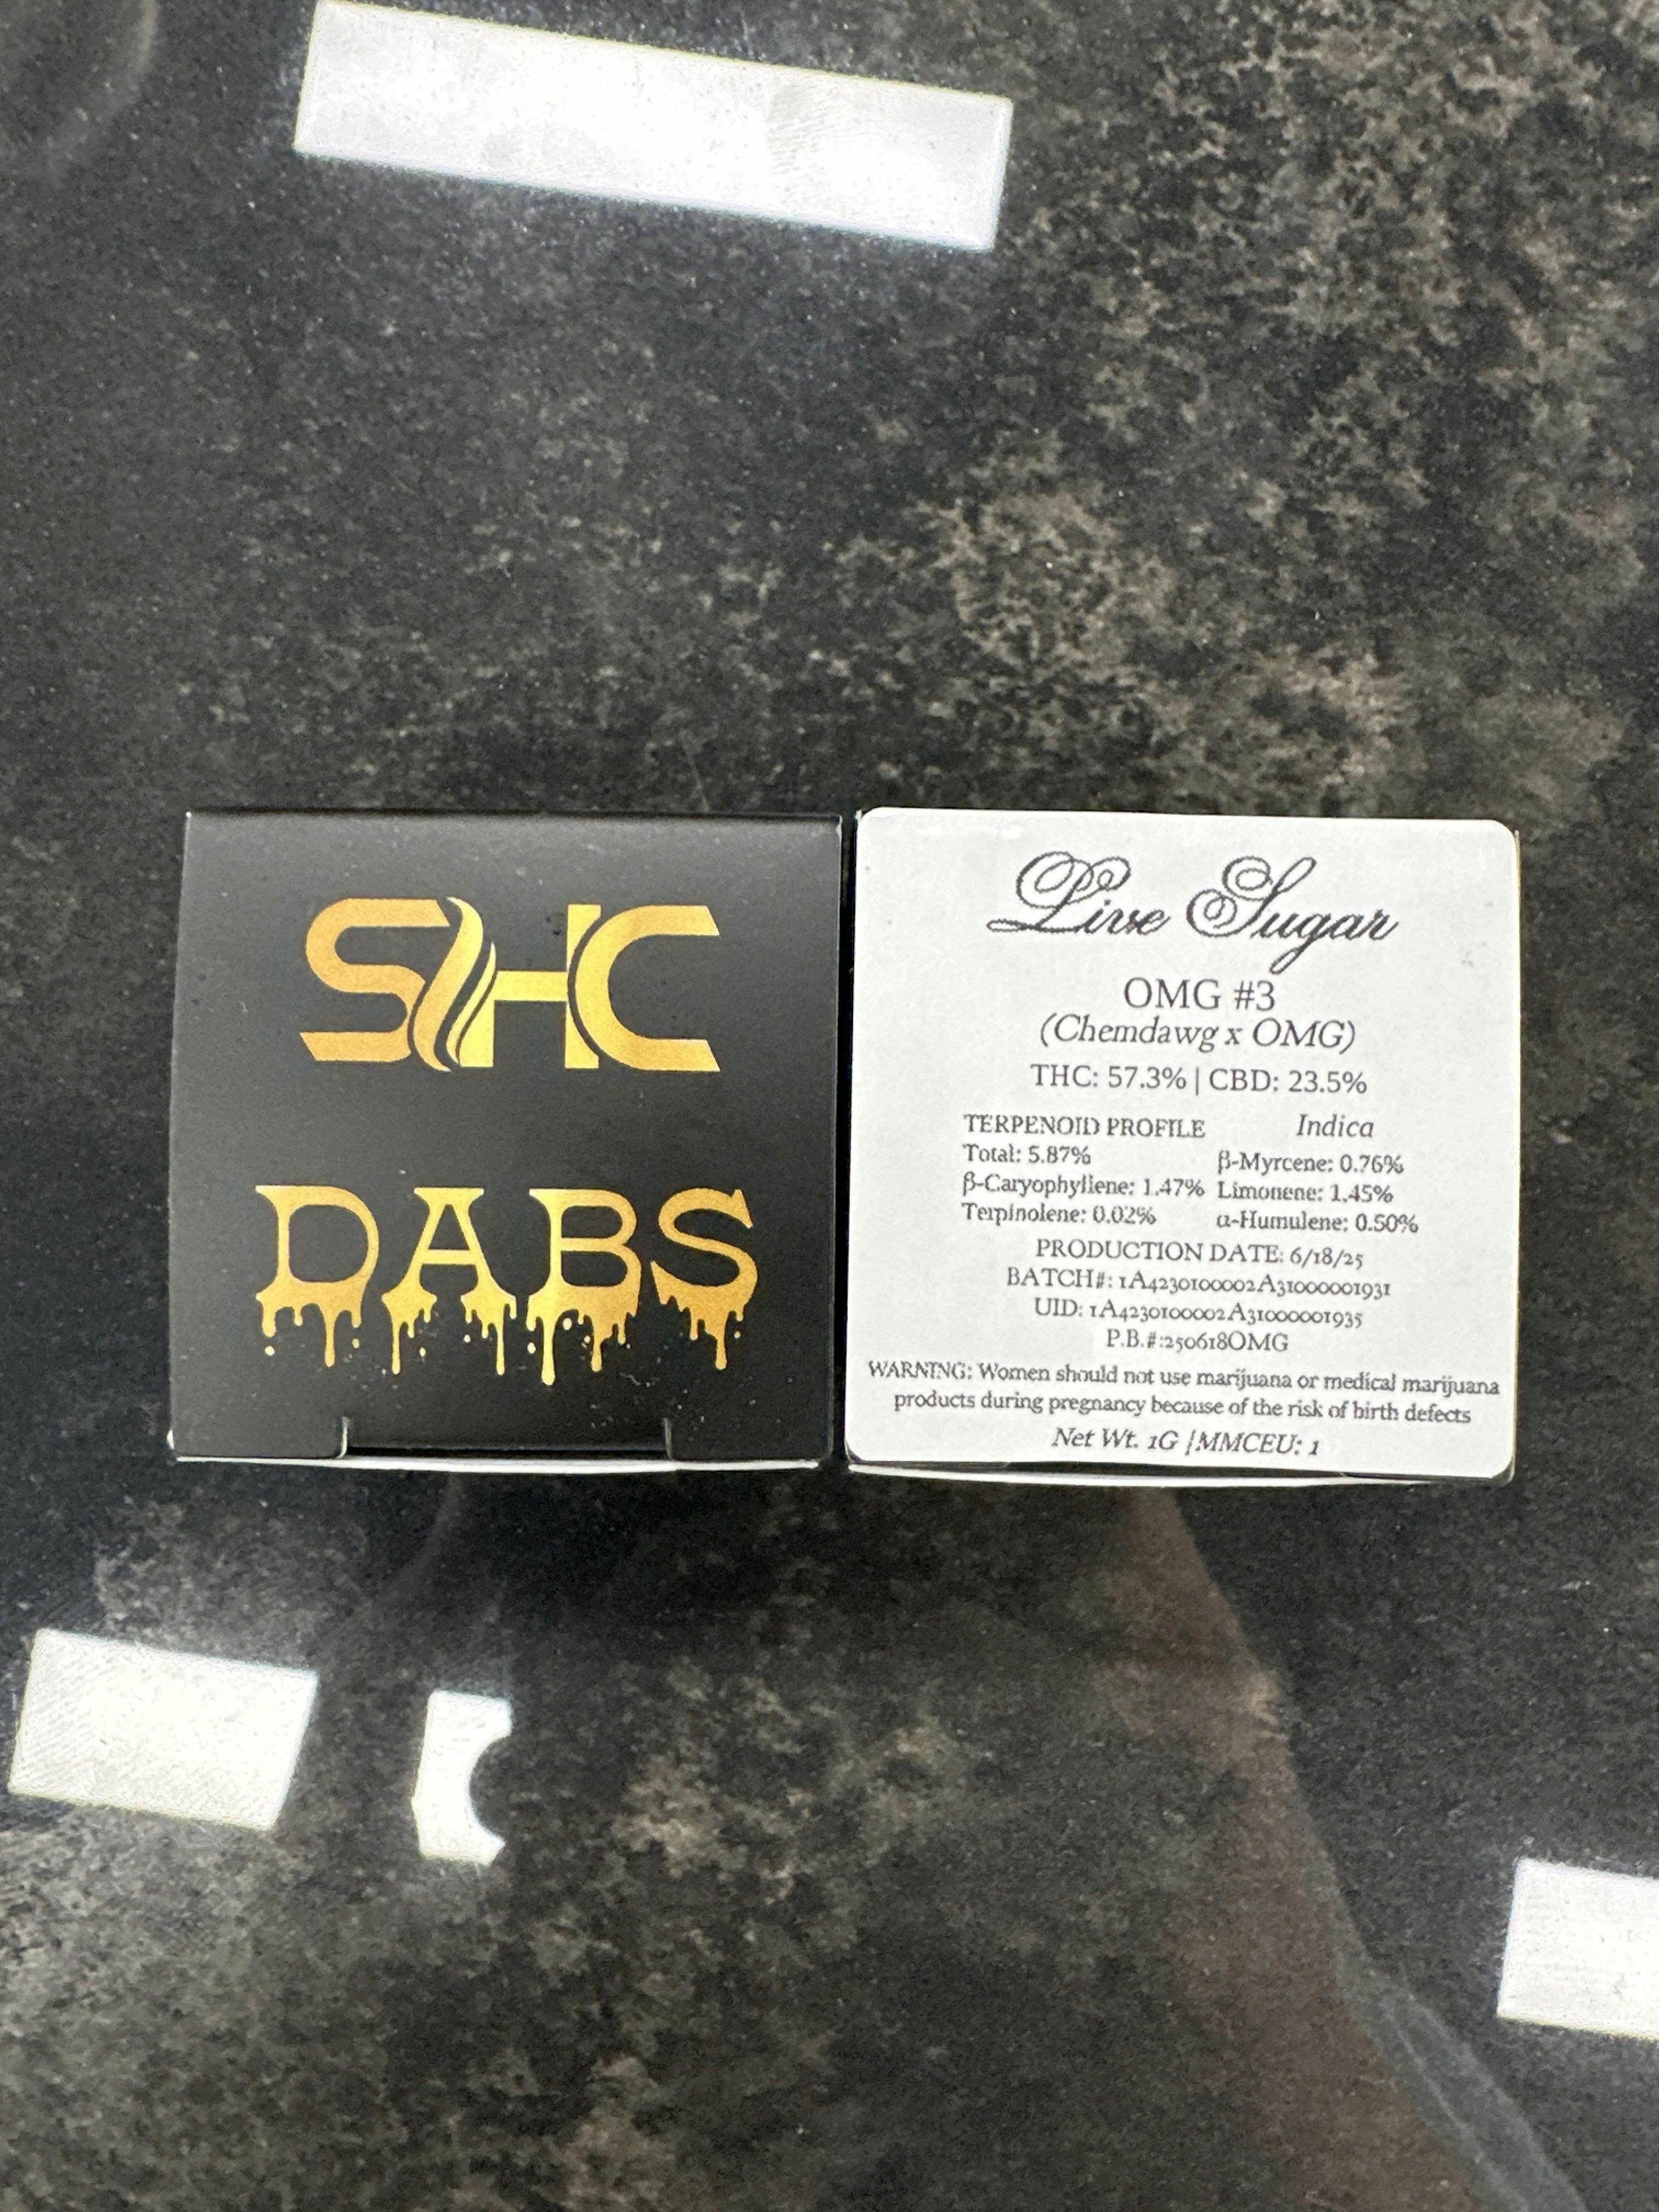 SHC
DABS
Live Sugar
OMG #3
(Chemdawg x OMG)
THC: 57.3% | CBD: 23.5%
TERPENOID PROFILE Indica
Total: 5.87% β-Myrcene: 0.76%
β-Caryophyllene: 1.47% Limonene: 1.45%
Terpinolene: 0.02% α-Humulene: 0.50%
PRODUCTION DATE: 6/18/25
BATCH#: 1A4230100002A31000001931
UID: 1A4230100002A31000001935
P.B.#:250618OMG
WARNING: Women should not use marijuana or medical marijuana
products during pregnancy because of the risk of birth defects
Net Wt. 1G |MMCEU: 1